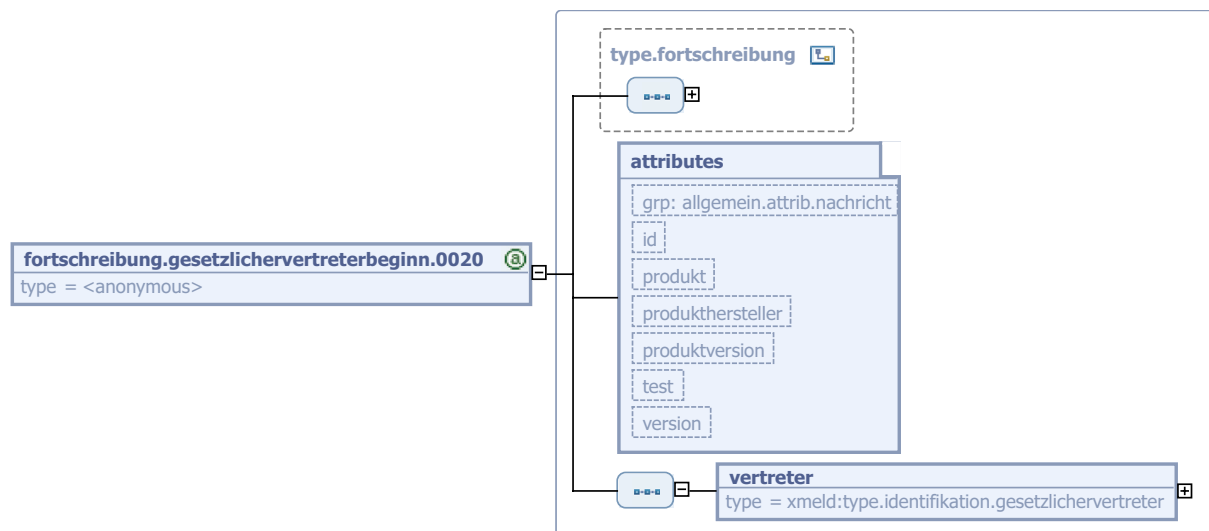 type.fortschreibung
attributes
grp: allgemein.attrib.nachricht
id
produkt
produkthersteller
produktversion
test
version
fortschreibung.gesetzlichervertreterbeginn.0020 a
type = <anonymous>
vertreter
type = xmeld:type.identifikation.gesetzlichervertreter